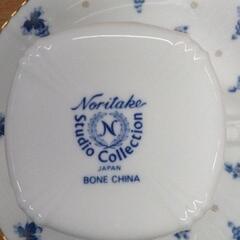 Noritake
Studio Collection
N
JAPAN
BONE CHINA